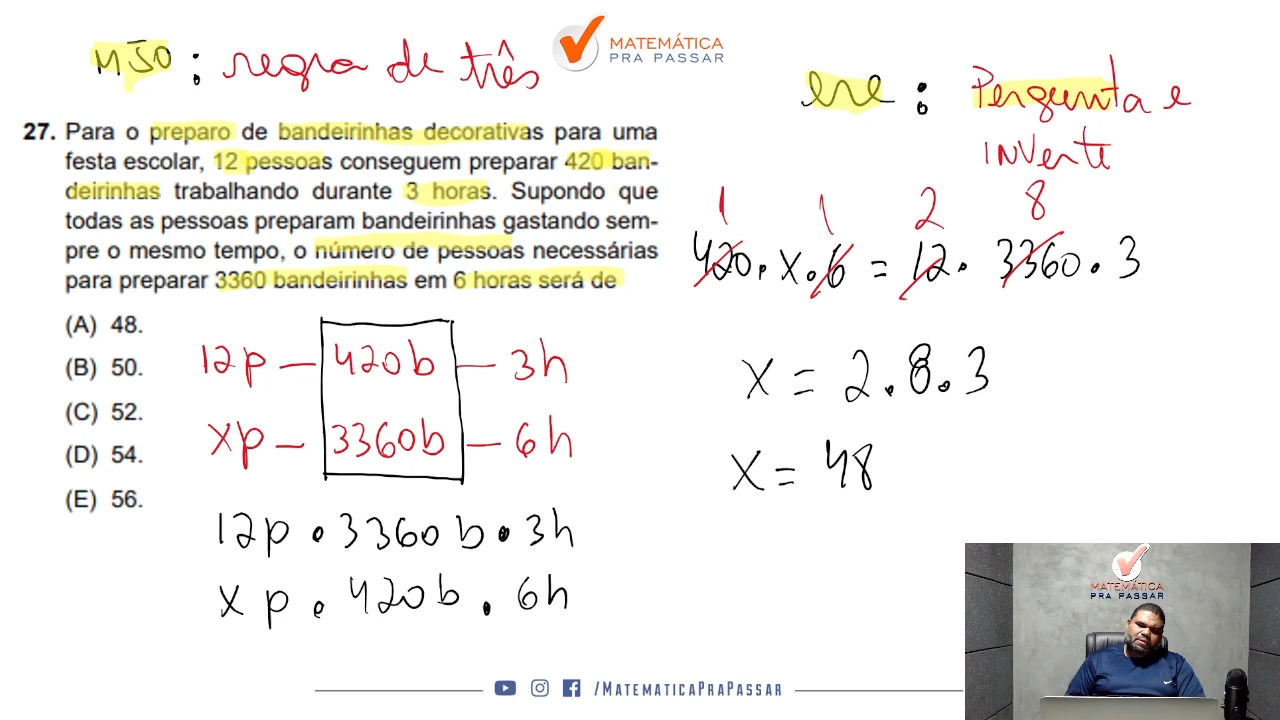 MJO : regra de três
MATEMÁTICA
PRA PASSAR
ere : Pergunta e
INVerte
27. Para o preparo de bandeirinhas decorativas para uma
festa escolar, 12 pessoas conseguem preparar 420 ban-
deirinhas trabalhando durante 3 horas. Supondo que
todas as pessoas preparam bandeirinhas gastando sem-
pre o mesmo tempo, o número de pessoas necessárias
para preparar 3360 bandeirinhas em 6 horas será de
(A) 48.
(B) 50.
(C) 52.
(D) 54.
(E) 56.
12p — 420b — 3h
xp — 3360b — 6h
12p . 3360b . 3h
xp . 420b . 6h
1 1 2 8
420 . x . 6 = 12 . 3360 . 3
x = 2 . 8 . 3
x = 48
MATEMÁTICA
PRA PASSAR
/MATEMATICAPRAPASSAR